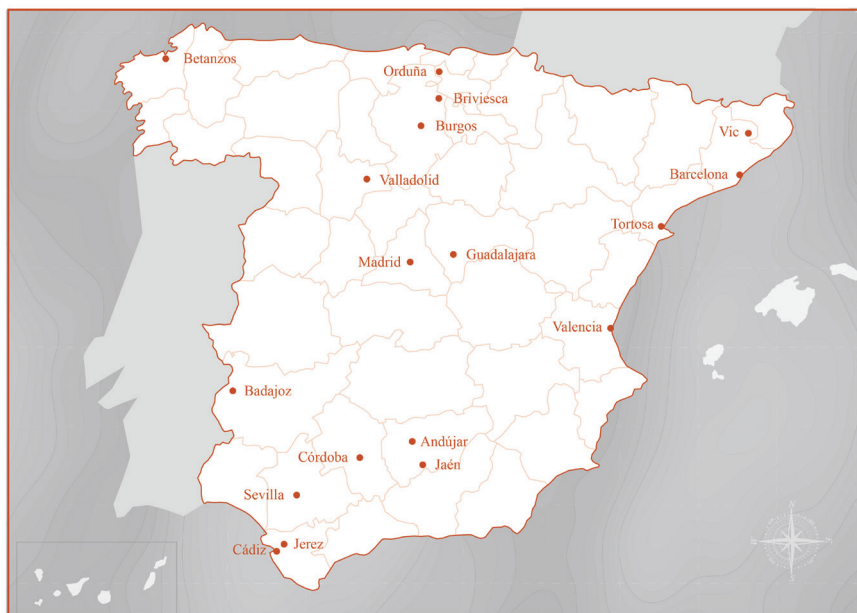 Betanzos
Orduña
Briviesca
Burgos
Vic
Barcelona
Valladolid
Tortosa
Guadalajara
Madrid
Valencia
Badajoz
Andújar
Córdoba
Jaén
Sevilla
Jerez
Cádiz